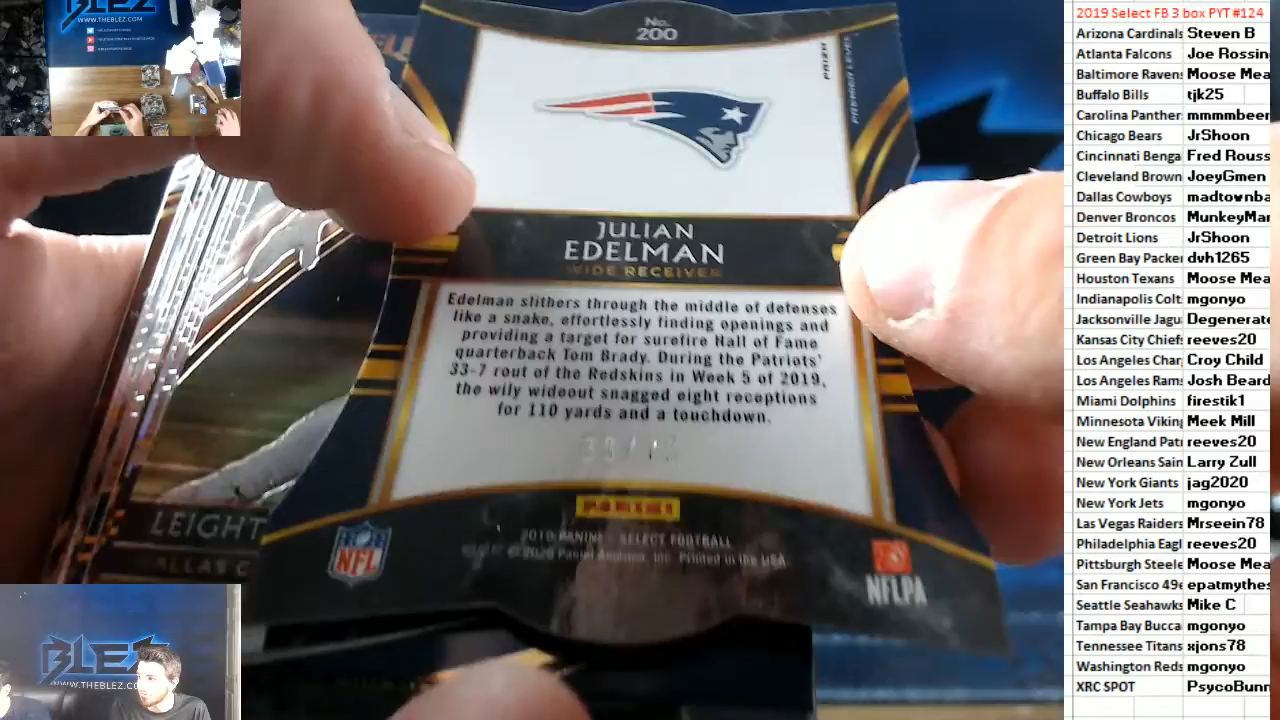 WWW.THEBLEZ.COM
No.
200
PRIZM
PREMIER LEVEL
JULIAN
EDELMAN
WIDE RECEIVER
Edelman slithers through the middle of defenses
like a snake, effortlessly finding openings and
providing a target for surefire Hall of Fame
quarterback Tom Brady. During the Patriots'
33-7 rout of the Redskins in Week 5 of 2019,
the wily wideout snagged eight receptions
for 110 yards and a touchdown.
PANINI
2019 PANINI - SELECT FOOTBALL
© 2020 Panini America, Inc. Printed in the USA.
NFL
NFLPA
LEIGHT
ALLAS C
BLEZ
WWW.THEBLEZ.CO
2019 Select FB 3 box PYT #124
Arizona Cardinals Steven B
Atlanta Falcons Joe Rossin
Baltimore Ravens Moose Mea
Buffalo Bills tjk25
Carolina Panther mmmmbeer
Chicago Bears JrShoon
Cincinnati Benga Fred Rouss
Cleveland Brown JoeyGmen
Dallas Cowboys madtownba
Denver Broncos MunkeyMar
Detroit Lions JrShoon
Green Bay Packe dvh1265
Houston Texans Moose Mea
Indianapolis Colt mgonyo
Jacksonville Jagu Degenerate
Kansas City Chief reeves20
Los Angeles Char Croy Child
Los Angeles Rams Josh Beard
Miami Dolphins firestik1
Minnesota Viking Meek Mill
New England Patr reeves20
New Orleans Sain Larry Zull
New York Giants jag2020
New York Jets mgonyo
Las Vegas Raiders Mrseein78
Philadelphia Eagl reeves20
Pittsburgh Steele Moose Mea
San Francisco 49e epatmythes
Seattle Seahawks Mike C
Tampa Bay Bucca mgonyo
Tennessee Titans xjons78
Washington Reds mgonyo
XRC SPOT PsycoBunn